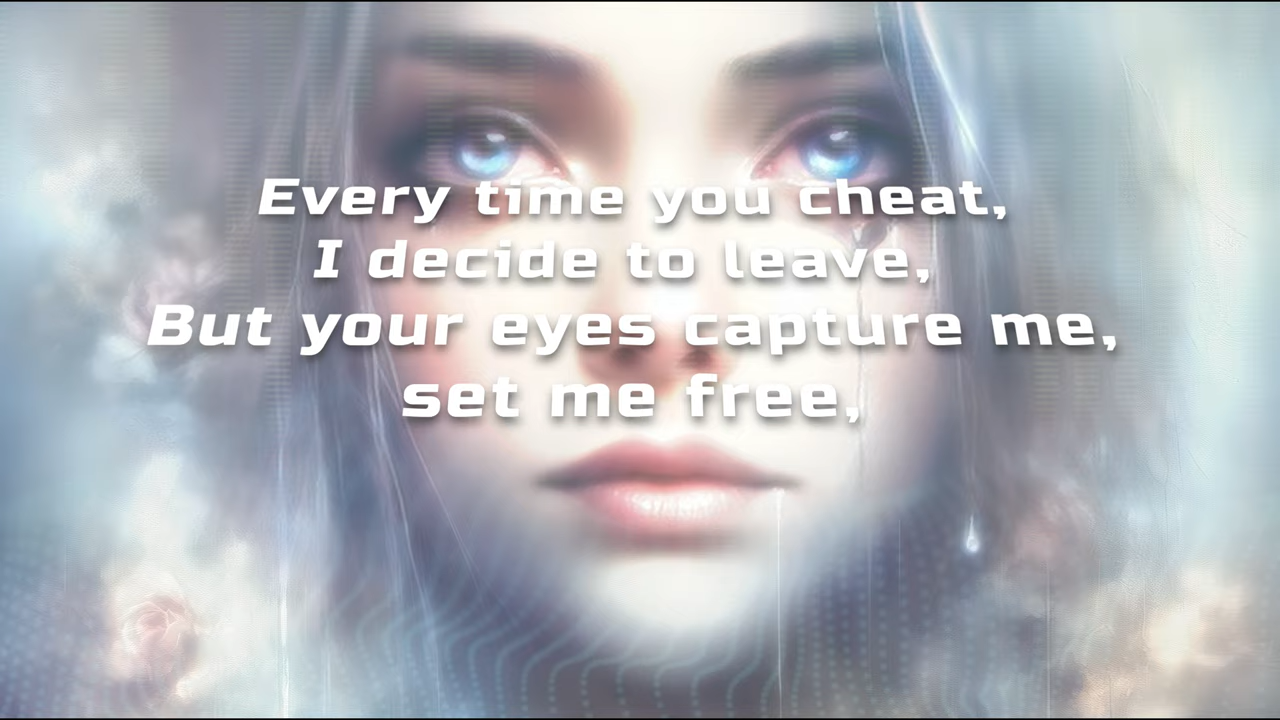 Every time you cheat,
I decide to leave,
But your eyes capture me,
set me free,